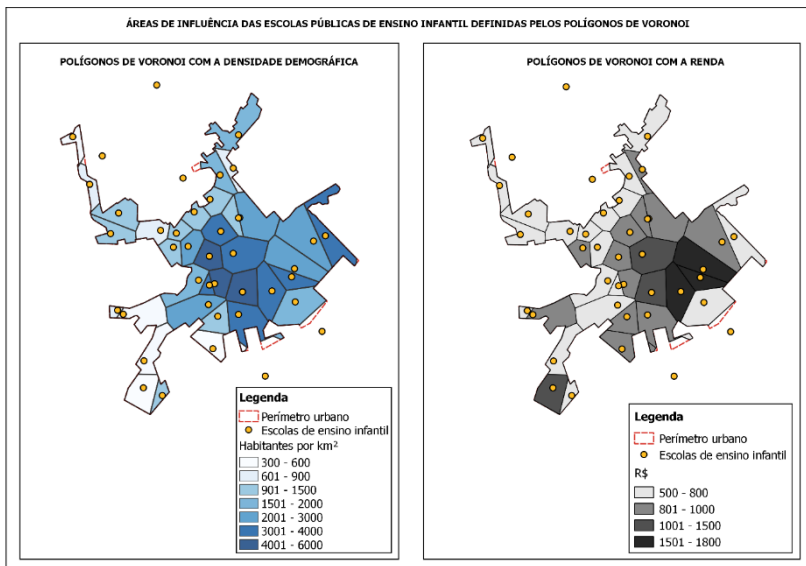 ÁREAS DE INFLUÊNCIA DAS ESCOLAS PÚBLICAS DE ENSINO INFANTIL DEFINIDAS PELOS POLÍGONOS DE VORONOI
POLÍGONOS DE VORONOI COM A DENSIDADE DEMOGRÁFICA
Legenda
Perímetro urbano
Escolas de ensino infantil
Habitantes por km²
300 - 600
601 - 900
901 - 1500
1501 - 2000
2001 - 3000
3001 - 4000
4001 - 6000
POLÍGONOS DE VORONOI COM A RENDA
Legenda
Perímetro urbano
Escolas de ensino infantil
R$
500 - 800
801 - 1000
1001 - 1500
1501 - 1800